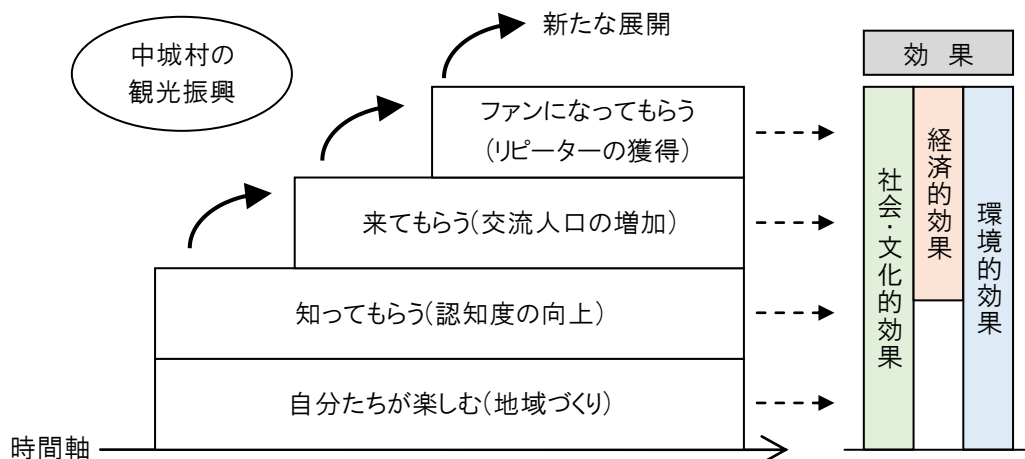 中城村の
観光振興
新たな展開
ファンになってもらう
(リピーターの獲得)
来てもらう(交流人口の増加)
知ってもらう(認知度の向上)
自分たちが楽しむ(地域づくり)
時間軸
効 果
社会・文化的効果
経済的効果
環境的効果